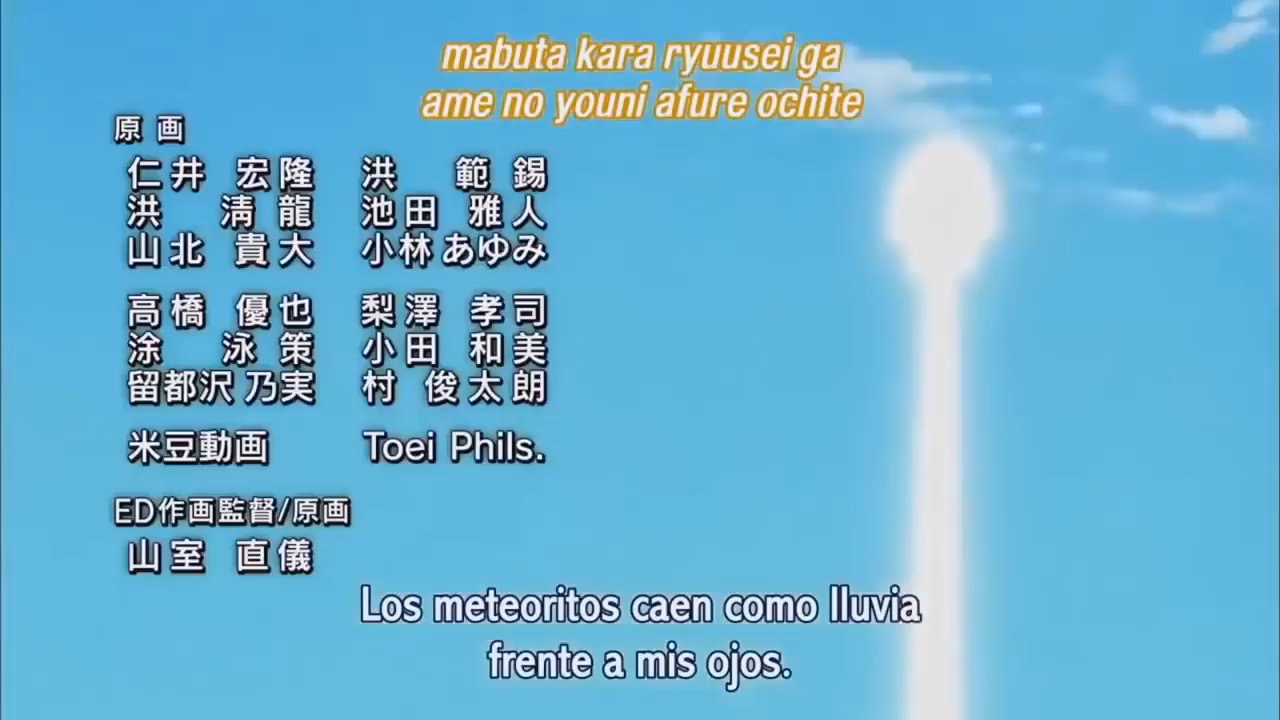 mabuta kara ryuusei ga
ame no youni afure ochite
原画
仁井 宏隆 洪 範錫
洪 淸龍 池田 雅人
山北 貴大 小林 あゆみ
高橋 優也 梨澤 孝司
涂 泳策 小田 和美
留都沢 乃実 村 俊太朗
米豆動画 Toei Phils.
ED作画監督/原画
山室 直儀
Los meteoritos caen como lluvia
frente a mis ojos.